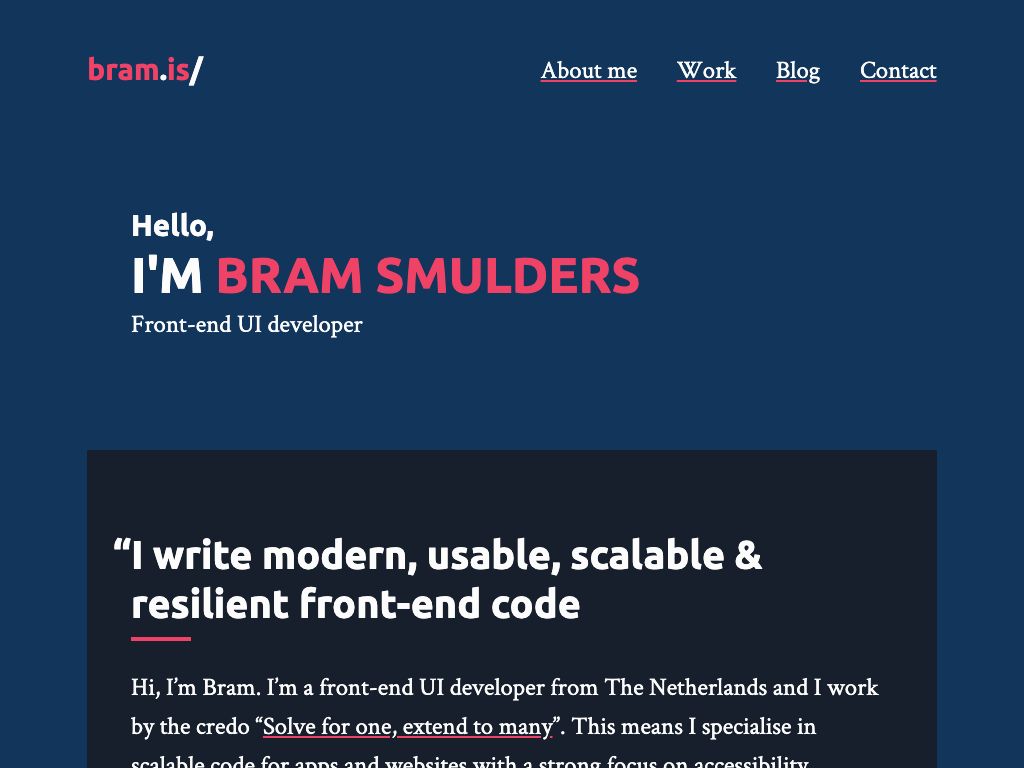 bram.is/
About me Work Blog Contact
Hello,
I'M BRAM SMULDERS
Front-end UI developer
“I write modern, usable, scalable &
resilient front-end code
Hi, I’m Bram. I’m a front-end UI developer from The Netherlands and I work
by the credo “Solve for one, extend to many”. This means I specialise in
scalable code for apps and websites with a strong focus on accessibility,